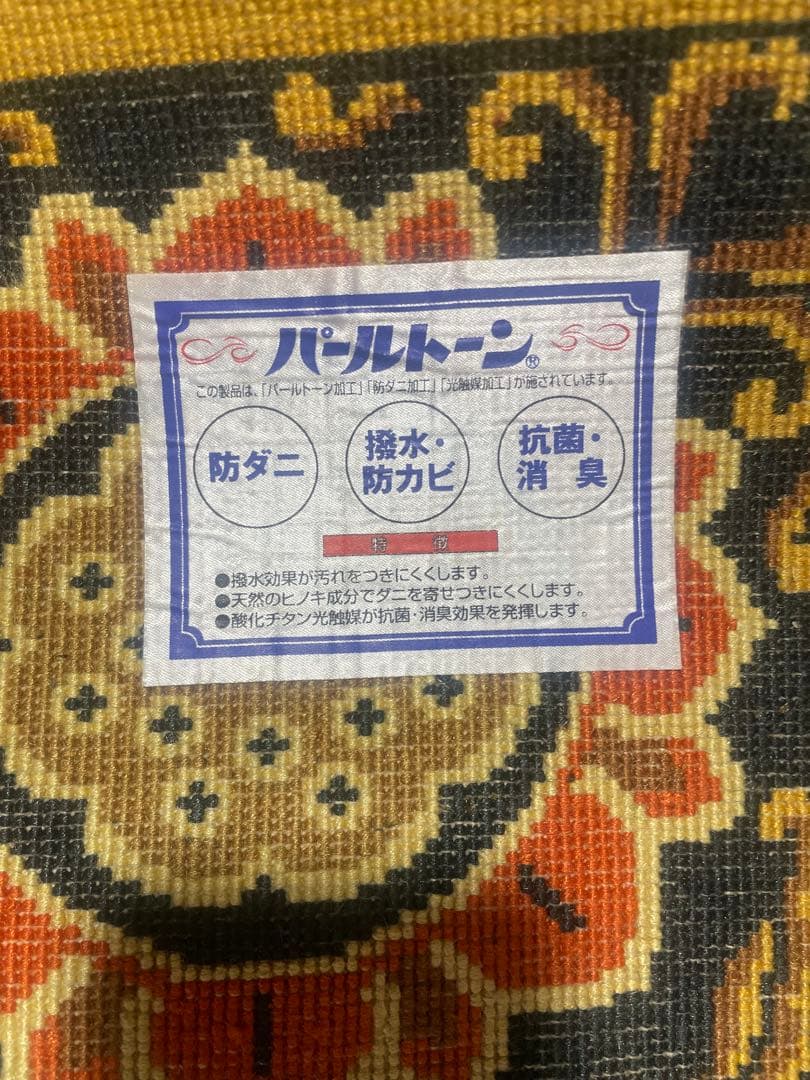 パールトーン®
この製品は、「パールトーン加工」「防ダニ加工」「光触媒加工」が施されています。
防ダニ
撥水・
防カビ
抗菌・
消臭
特徴
●撥水効果が汚れをつきにくくします。
●天然のヒノキ成分でダニを寄せつきにくくします。
●酸化チタン光触媒が抗菌・消臭効果を発揮します。